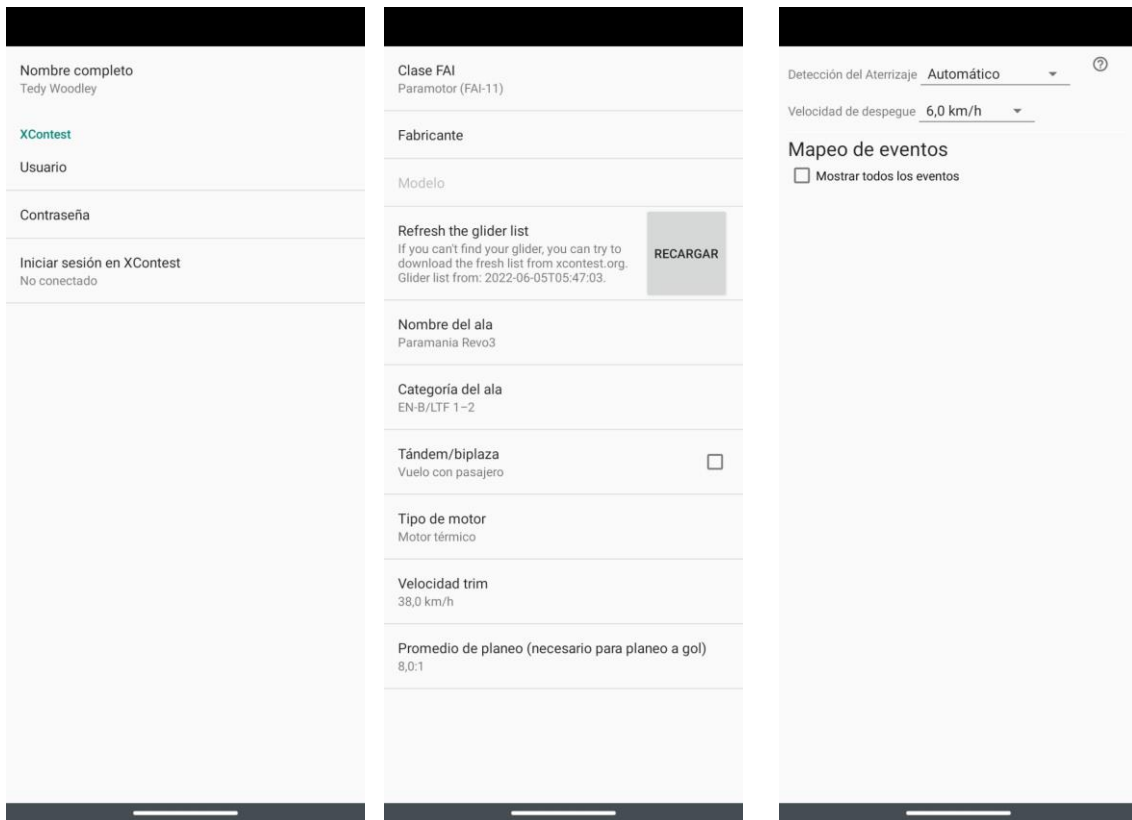 Nombre completo
Tedy Woodley
XContest
Usuario
Contraseña
Iniciar sesión en XContest
No conectado
Clase FAI
Paramotor (FAI-11)
Fabricante
Modelo
Refresh the glider list
If you can't find your glider, you can try to
download the fresh list from xcontest.org.
Glider list from: 2022-06-05T05:47:03.
RECARGAR
Nombre del ala
Paramania Revo3
Categoría del ala
EN-B/LTF 1–2
Tándem/biplaza
Vuelo con pasajero
Tipo de motor
Motor térmico
Velocidad trim
38,0 km/h
Promedio de planeo (necesario para planeo a gol)
8,0:1
Detección del Aterrizaje Automático
Velocidad de despegue 6,0 km/h
Mapeo de eventos
Mostrar todos los eventos